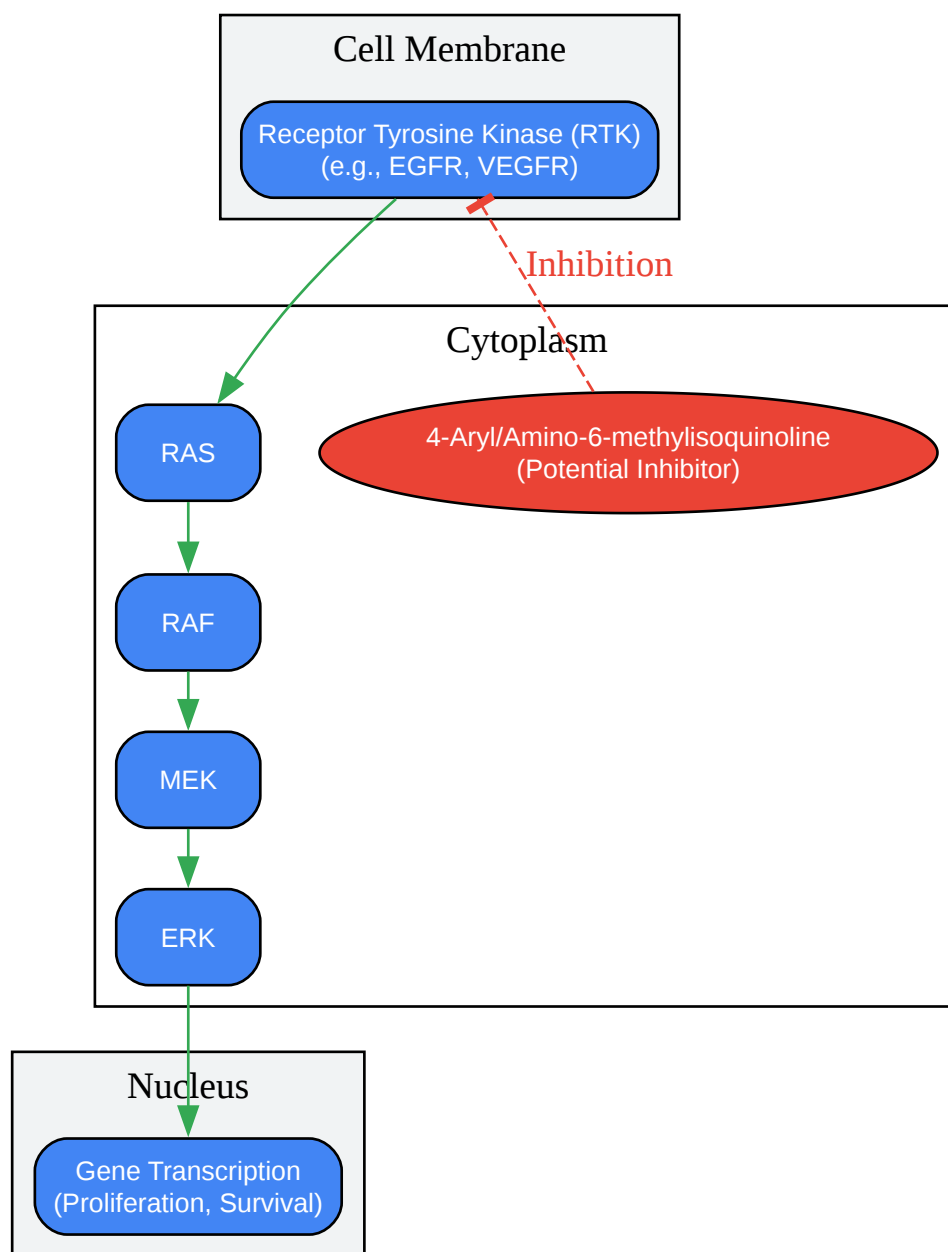 Cell Membrane
Receptor Tyrosine Kinase (RTK)
(e.g., EGFR, VEGFR)
Inhibition
Cytoplasm
RAS
4-Aryl/Amino-6-methylisoquinoline
(Potential Inhibitor)
RAF
MEK
ERK
Nucleus
Gene Transcription
(Proliferation, Survival)